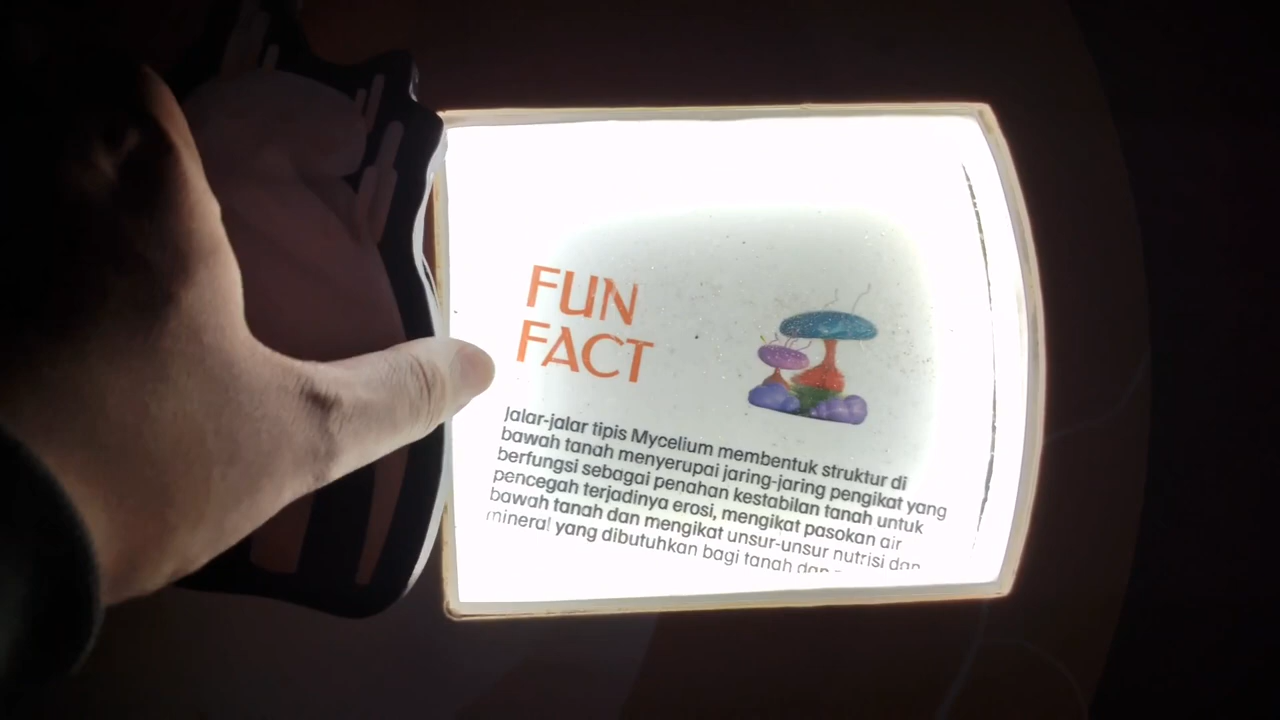 FUN
FACT
Jalar-jalar tipis Mycelium membentuk struktur di
bawah tanah menyerupai jaring-jaring pengikat yang
berfungsi sebagai penahan kestabilan tanah untuk
pencegah terjadinya erosi, mengikat pasokan air
bawah tanah dan mengikat unsur-unsur nutrisi dan
mineral yang dibutuhkan bagi tanah dan